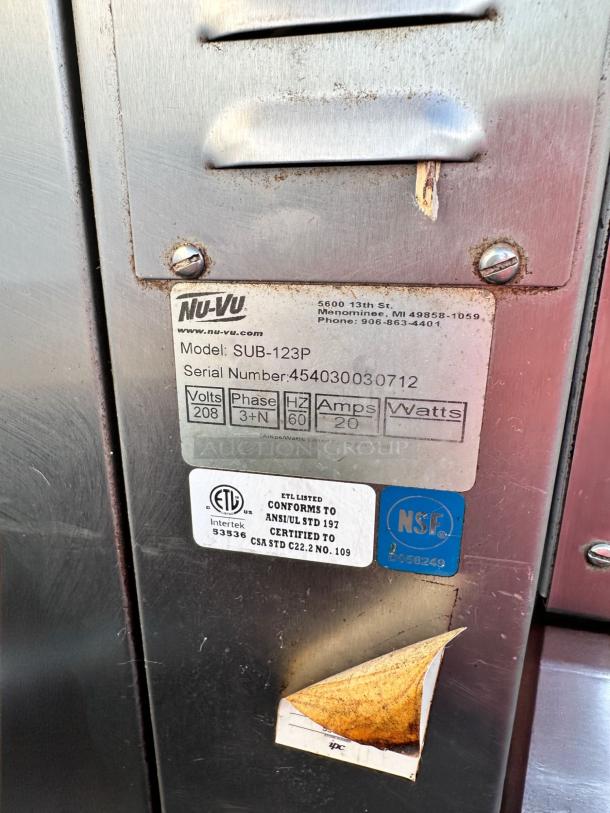 NU-VU
www.nu-vu.com
5600 13th St.
Menominee, MI 49858-1059
Phone: 906-863-4401
Model: SUB-123P
Serial Number:454030030712
Volts Phase HZ Amps Watts
208 3+N 60 20
AUCTION GROUP
C ETL US
Intertek
53536
ETL LISTED
CONFORMS TO
ANSI/UL STD 197
CERTIFIED TO
CSA STD C22.2 NO. 109
NSF®
ipc